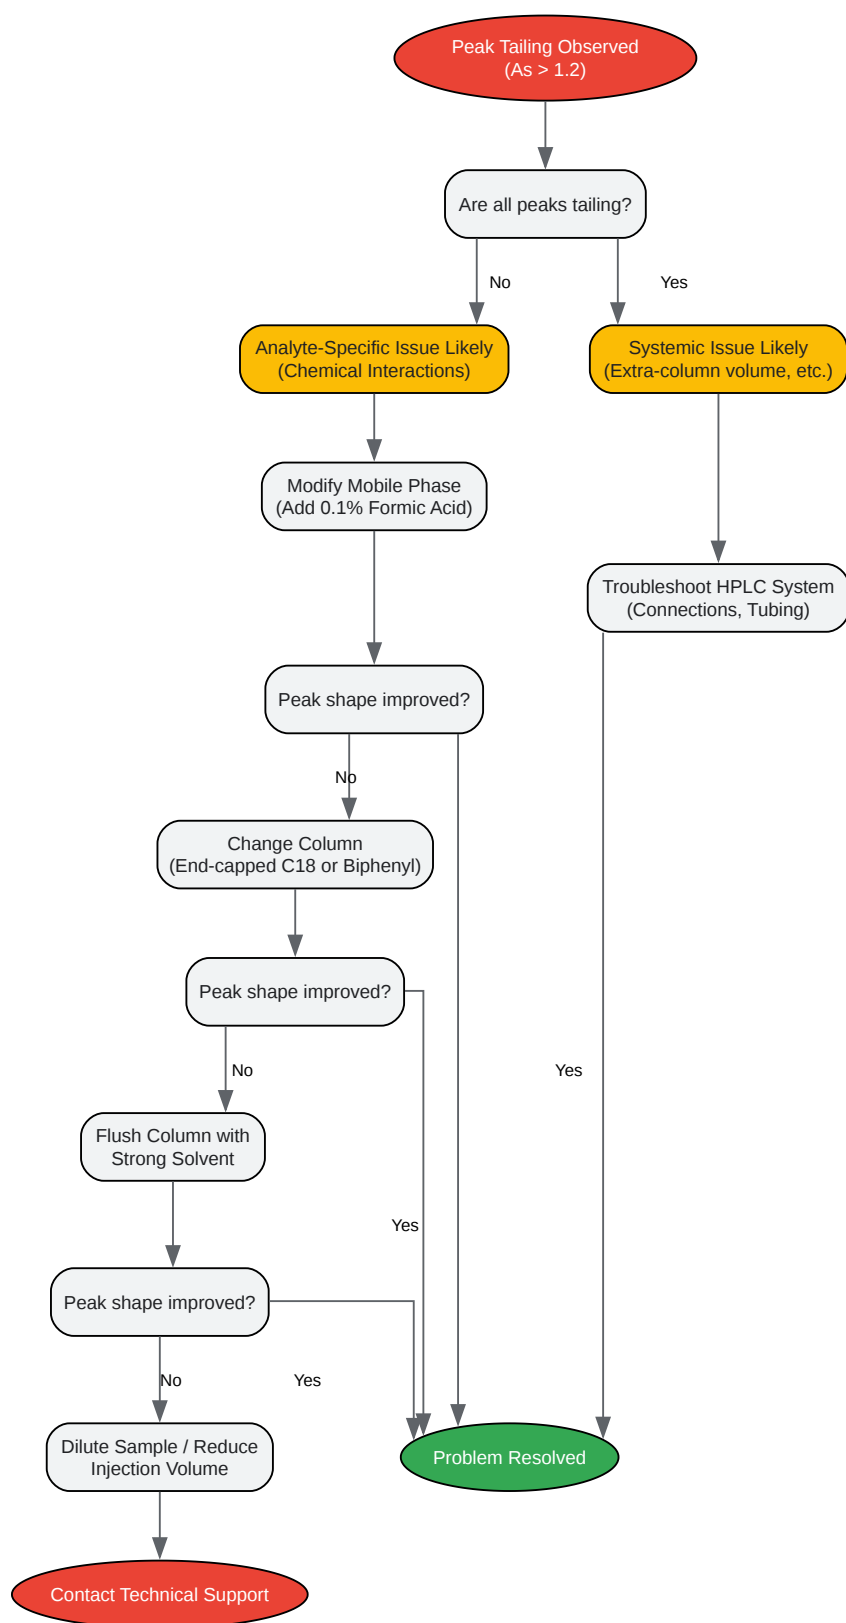 Peak Tailing Observed
(As > 1.2)
Are all peaks tailing?
No
Yes
Analyte-Specific Issue Likely
(Chemical Interactions)
Systemic Issue Likely
(Extra-column volume, etc.)
Modify Mobile Phase
(Add 0.1% Formic Acid)
Troubleshoot HPLC System
(Connections, Tubing)
Peak shape improved?
No
Change Column
(End-capped C18 or Biphenyl)
Peak shape improved?
No
Yes
Flush Column with
Strong Solvent
Yes
Peak shape improved?
No
Yes
Dilute Sample / Reduce
Injection Volume
Problem Resolved
Contact Technical Support